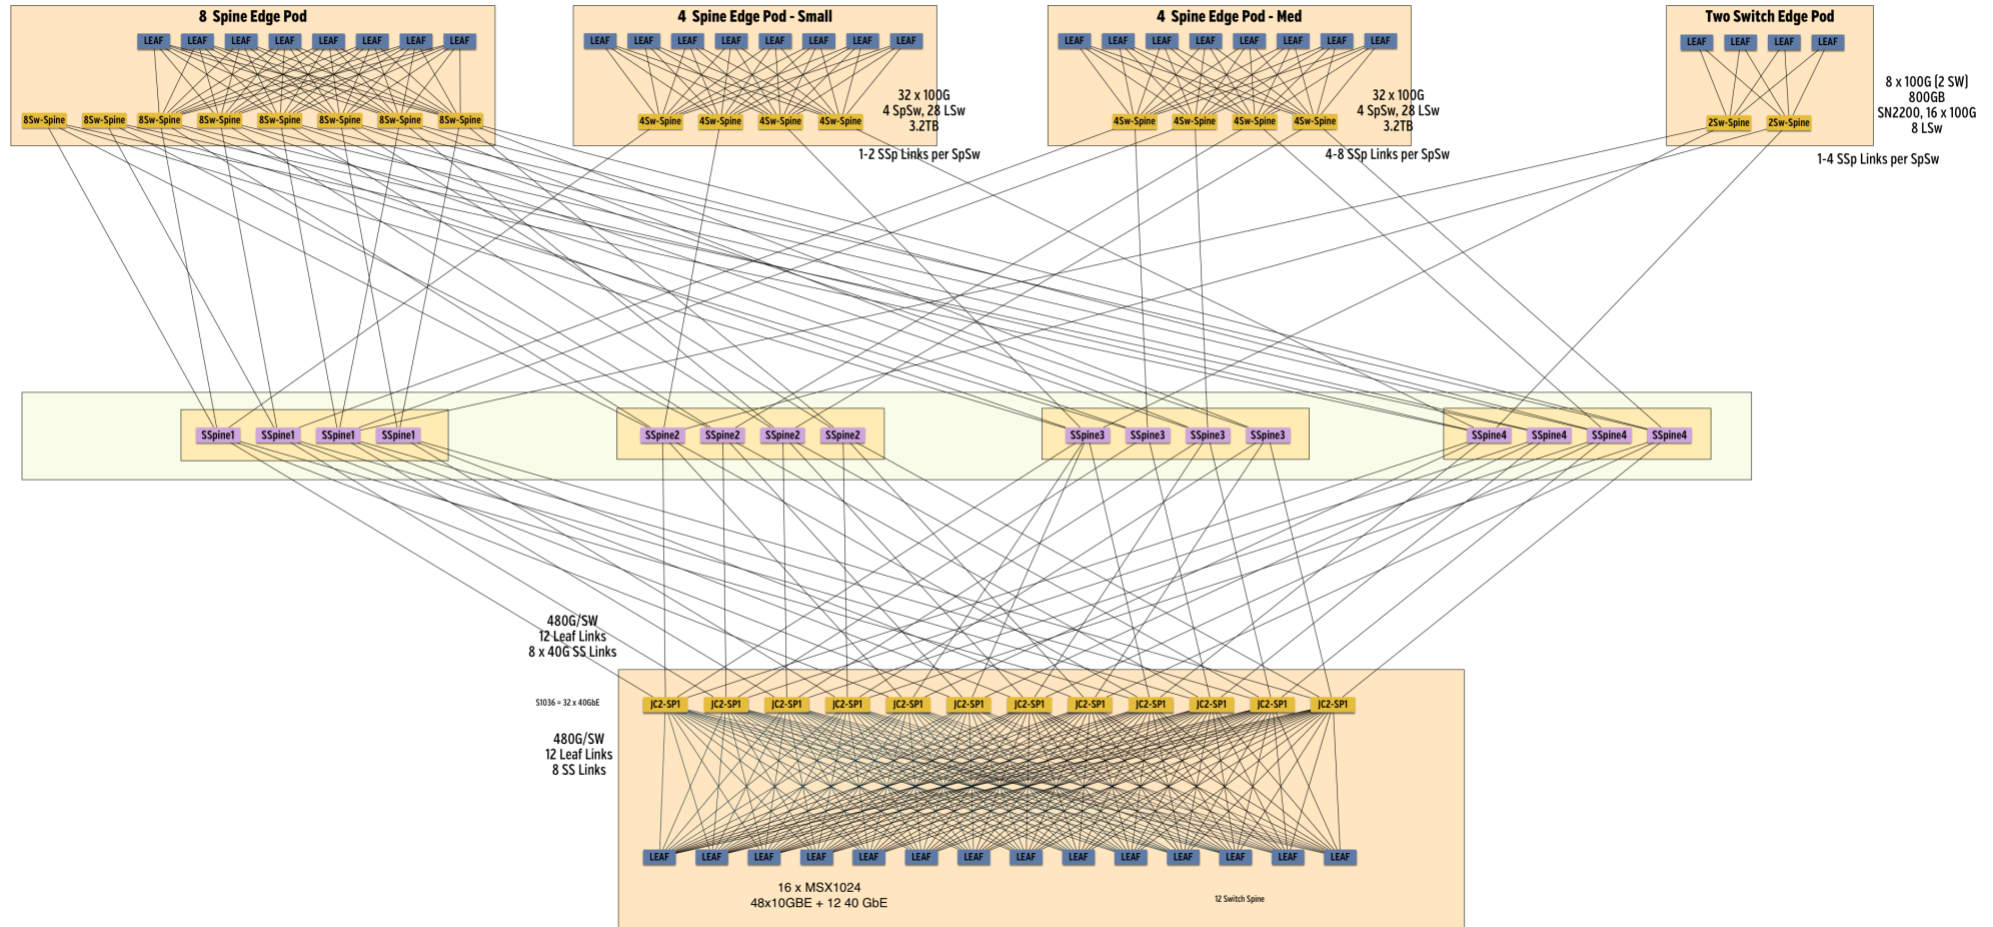 8 Spine Edge Pod
4 Spine Edge Pod - Small
4 Spine Edge Pod - Med
Two Switch Edge Pod
LEAF LEAF LEAF LEAF LEAF LEAF LEAF LEAF
LEAF LEAF LEAF LEAF LEAF LEAF LEAF LEAF
LEAF LEAF LEAF LEAF LEAF LEAF LEAF LEAF
LEAF LEAF LEAF LEAF
8Sw-Spine 8Sw-Spine 8Sw-Spine 8Sw-Spine 8Sw-Spine 8Sw-Spine 8Sw-Spine 8Sw-Spine
4Sw-Spine 4Sw-Spine 4Sw-Spine 4Sw-Spine
32 x 100G
4 SpSw, 28 LSw
3.2TB
1-2 SSp Links per SpSw
4Sw-Spine 4Sw-Spine 4Sw-Spine 4Sw-Spine
32 x 100G
4 SpSw, 28 LSw
3.2TB
4-8 SSp Links per SpSw
2Sw-Spine 2Sw-Spine
8 x 100G (2 SW)
800GB
SN2200, 16 x 100G
8 LSw
1-4 SSp Links per SpSw
SSpine1 SSpine1 SSpine1 SSpine1
SSpine2 SSpine2 SSpine2 SSpine2
SSpine3 SSpine3 SSpine3 SSpine3
SSpine4 SSpine4 SSpine4 SSpine4
480G/SW
12 Leaf Links
8 x 40G SS Links
S1036 = 32 x 40GbE
JC2-SP1 JC2-SP1 JC2-SP1 JC2-SP1 JC2-SP1 JC2-SP1 JC2-SP1 JC2-SP1 JC2-SP1 JC2-SP1 JC2-SP1 JC2-SP1
480G/SW
12 Leaf Links
8 SS Links
LEAF LEAF LEAF LEAF LEAF LEAF LEAF LEAF LEAF LEAF LEAF LEAF LEAF LEAF
16 x MSX1024
48x10GBE + 12 40 GbE
12 Switch Spine